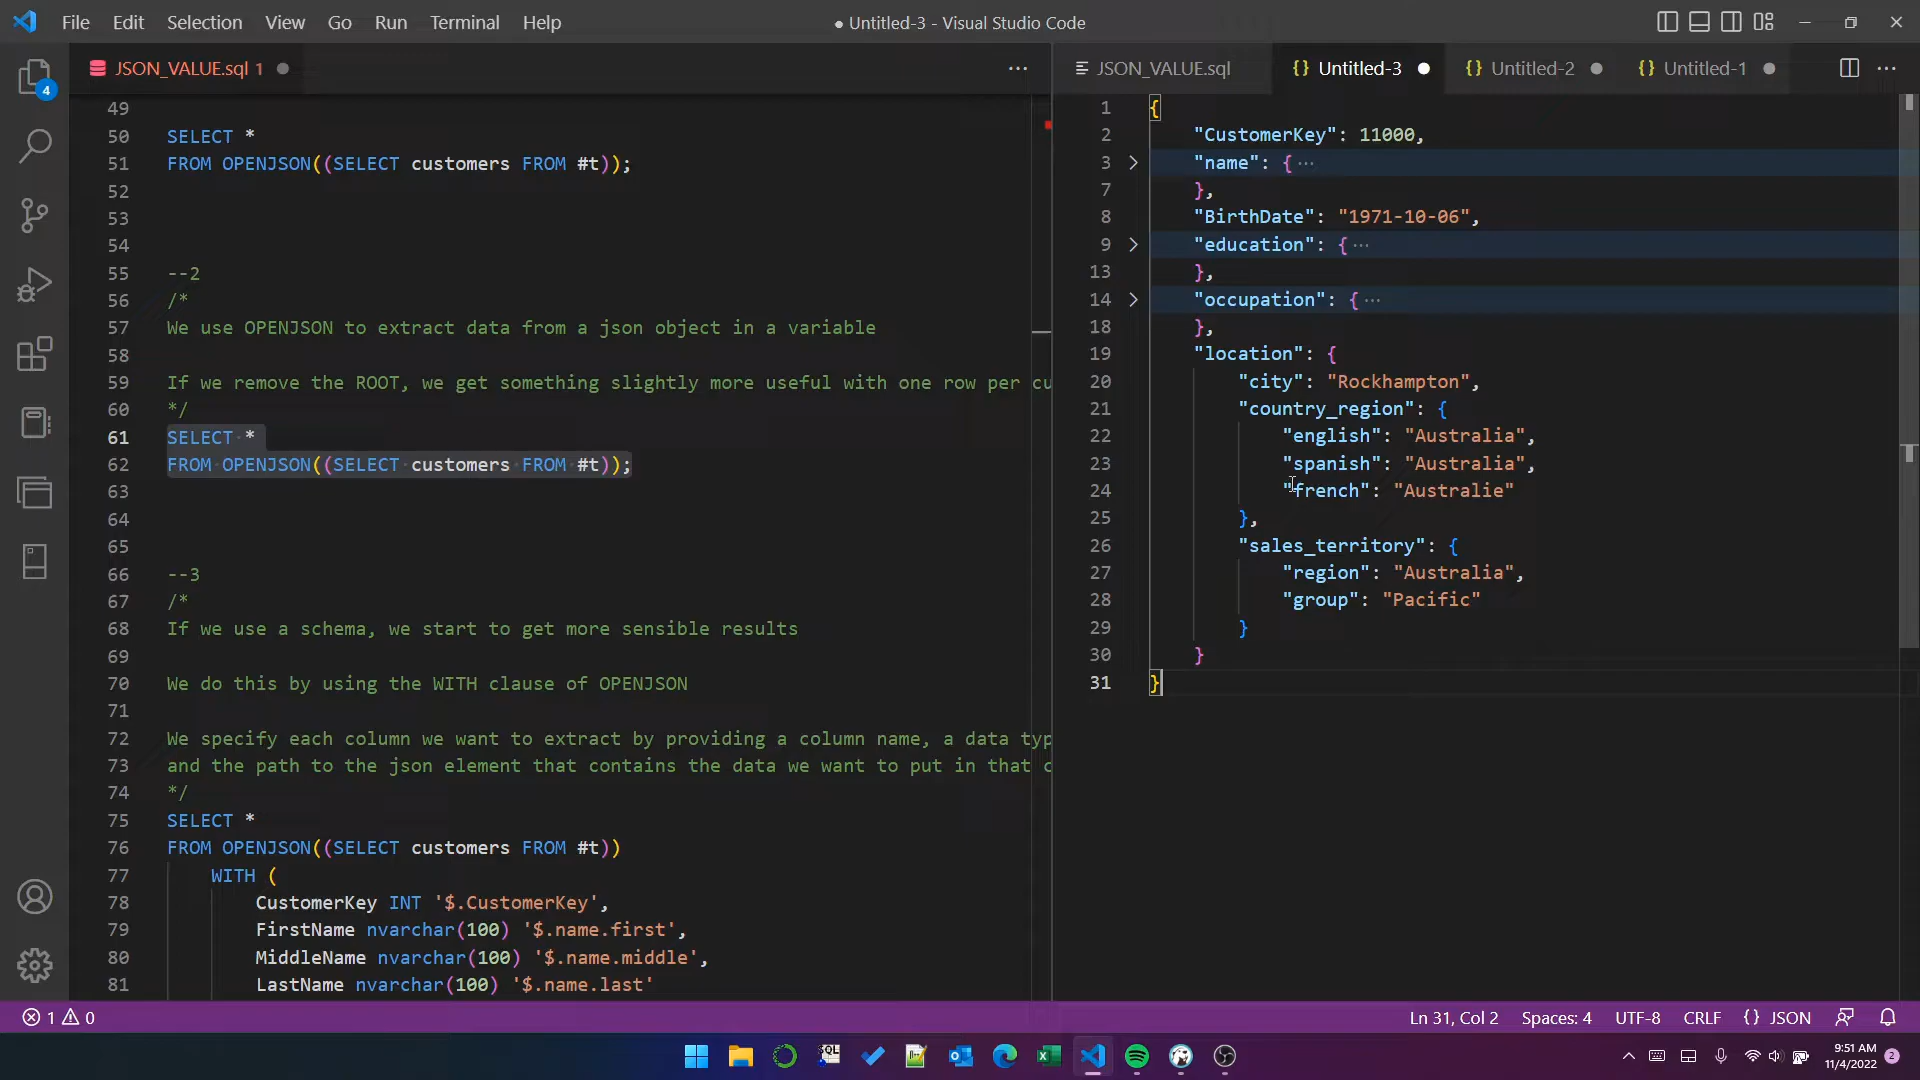 File Edit Selection View Go Run Terminal Help
● Untitled-3 - Visual Studio Code
4
JSON_VALUE.sql 1
JSON_VALUE.sql
{} Untitled-3
{} Untitled-2
{} Untitled-1
49
50 SELECT *
51 FROM OPENJSON((SELECT customers FROM #t));
52
53
54
55 --2
56 /*
57 We use OPENJSON to extract data from a json object in a variable
58
59 If we remove the ROOT, we get something slightly more useful with one row per cu
60 */
61 SELECT *
62 FROM OPENJSON((SELECT customers FROM #t));
63
64
65
66 --3
67 /*
68 If we use a schema, we start to get more sensible results
69
70 We do this by using the WITH clause of OPENJSON
71
72 We specify each column we want to extract by providing a column name, a data typ
73 and the path to the json element that contains the data we want to put in that c
74 */
75 SELECT *
76 FROM OPENJSON((SELECT customers FROM #t))
77 WITH (
78 CustomerKey INT '$.CustomerKey',
79 FirstName nvarchar(100) '$.name.first',
80 MiddleName nvarchar(100) '$.name.middle',
81 LastName nvarchar(100) '$.name.last'
1 {
2 "CustomerKey": 11000,
3 "name": { ···
7 },
8 "BirthDate": "1971-10-06",
9 "education": { ···
13 },
14 "occupation": { ···
18 },
19 "location": {
20 "city": "Rockhampton",
21 "country_region": {
22 "english": "Australia",
23 "spanish": "Australia",
24 "french": "Australie"
25 },
26 "sales_territory": {
27 "region": "Australia",
28 "group": "Pacific"
29 }
30 }
31 }
1 0
Ln 31, Col 2 Spaces: 4 UTF-8 CRLF {} JSON
SQL
9:51 AM
11/4/2022
2